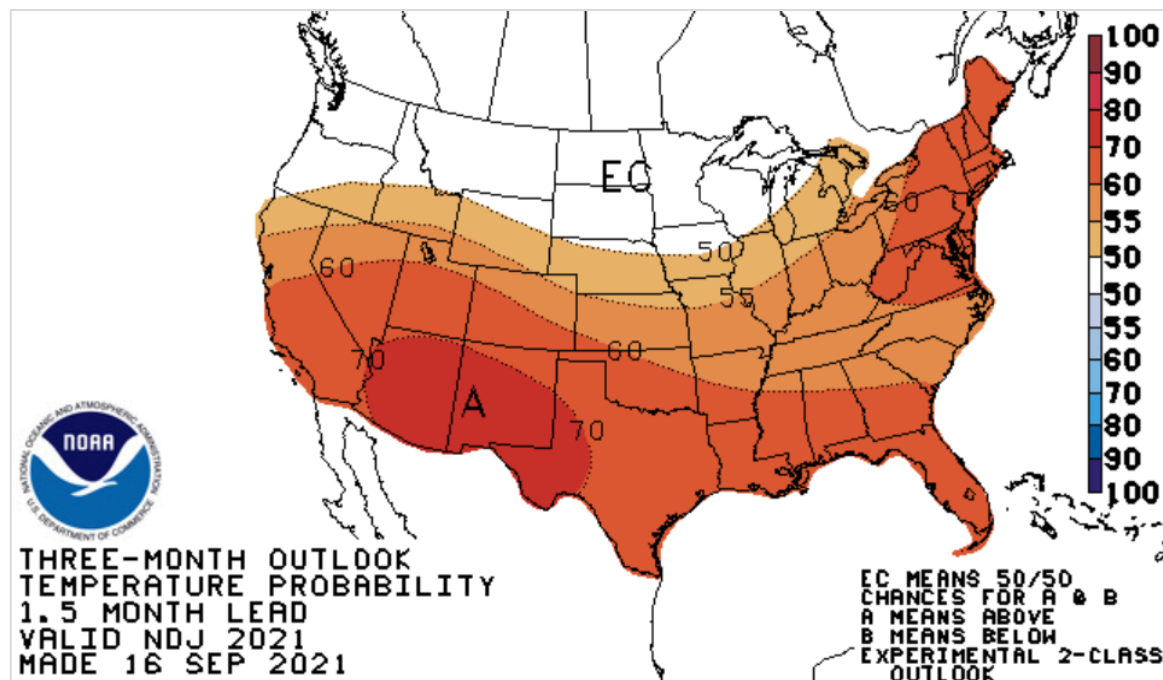 EC
50
60
55
60
60
70
70
A
100
90
80
70
60
55
50
50
55
60
70
80
90
100
NATIONAL OCEANIC AND ATMOSPHERIC ADMINISTRATION
NOAA
U.S. DEPARTMENT OF COMMERCE
THREE-MONTH OUTLOOK
TEMPERATURE PROBABILITY
1.5 MONTH LEAD
VALID NDJ 2021
MADE 16 SEP 2021
EC MEANS 50/50
CHANCES FOR A & B
A MEANS ABOVE
B MEANS BELOW
EXPERIMENTAL 2-CLASS
OUTLOOK